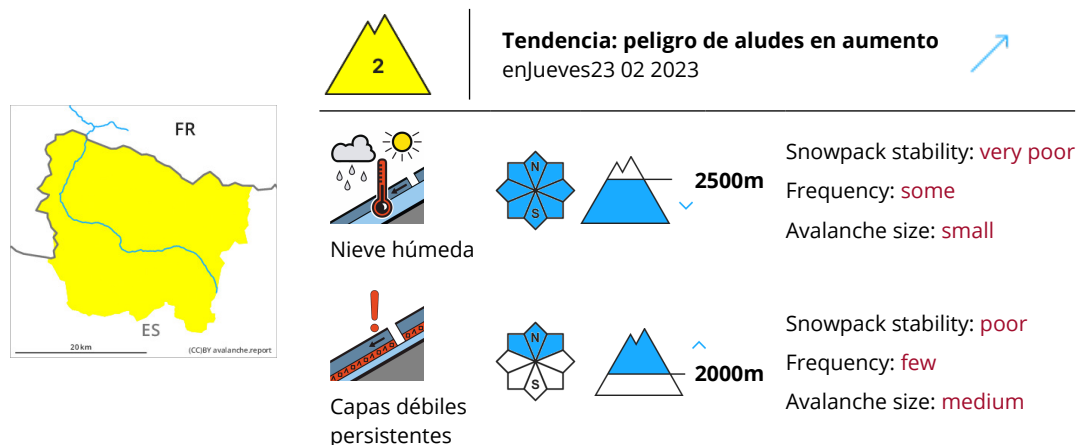 2
Tendencia: peligro de aludes en aumento
enJueves23 02 2023
FR
ES
20 km
(CC)BY avalanche.report
Nieve húmeda
N
S
2500m
Snowpack stability: very poor
Frequency: some
Avalanche size: small
Capas débiles
persistentes
N
S
2000m
Snowpack stability: poor
Frequency: few
Avalanche size: medium